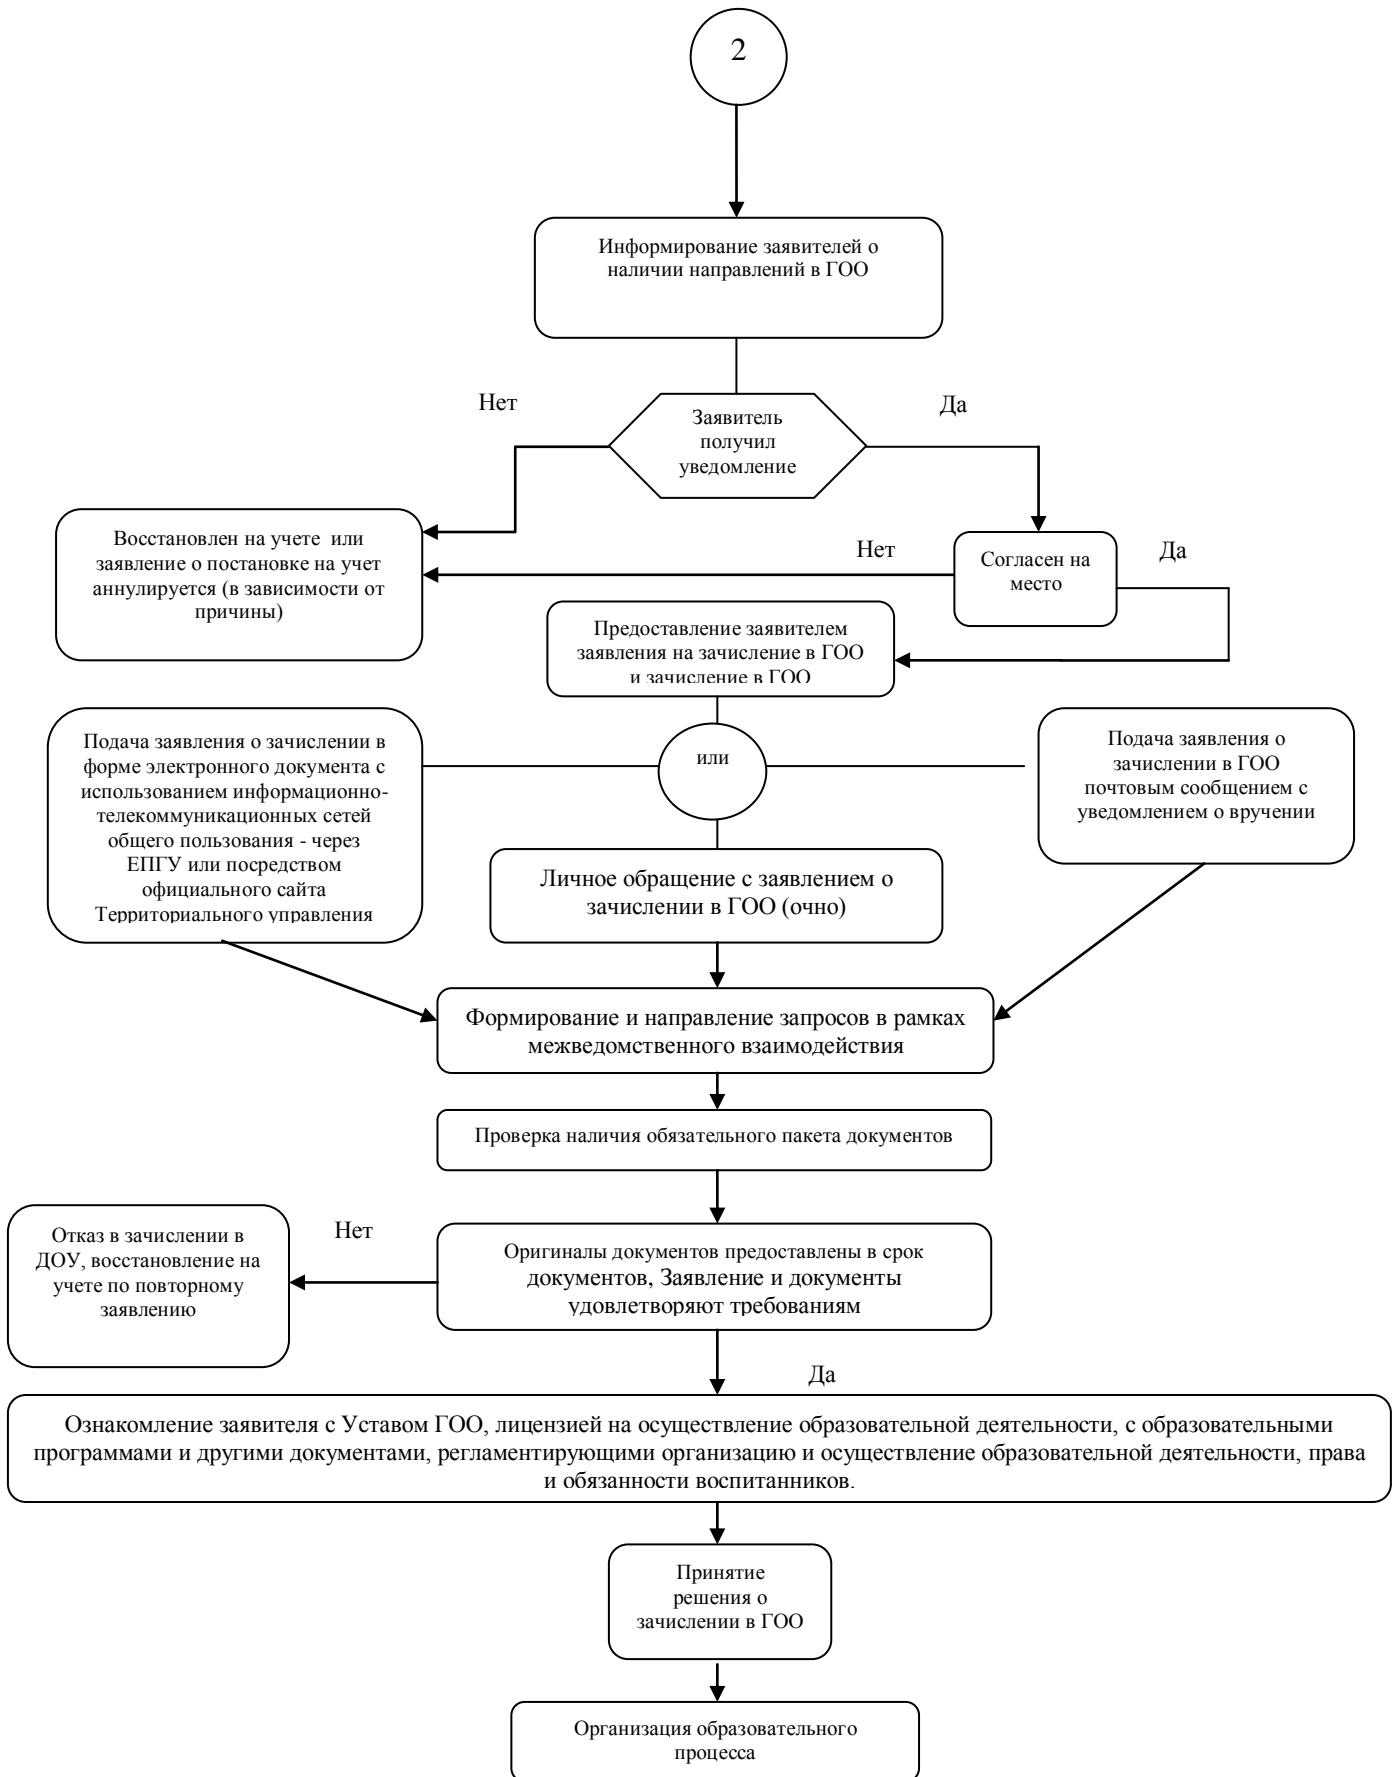 2
Информирование заявителей о
наличии направлений в ГОО
Нет
Да
Заявитель
получил
уведомление
Восстановлен на учете или
заявление о постановке на учет
аннулируется (в зависимости от
причины)
Нет
Согласен на
место
Да
Предоставление заявителем
заявления на зачисление в ГОО
и зачисление в ГОО
Подача заявления о зачислении в
форме электронного документа с
использованием информационно-
телекоммуникационных сетей
общего пользования - через
ЕПГУ или посредством
официального сайта
Территориального управления
или
Подача заявления о
зачислении в ГОО
почтовым сообщением с
уведомлением о вручении
Личное обращение с заявлением о
зачислении в ГОО (очно)
Формирование и направление запросов в рамках
межведомственного взаимодействия
Проверка наличия обязательного пакета документов
Отказ в зачислении в
ДОУ, восстановление на
учете по повторному
заявлению
Нет
Оригиналы документов предоставлены в срок
документов, Заявление и документы
удовлетворяют требованиям
Да
Ознакомление заявителя с Уставом ГОО, лицензией на осуществление образовательной деятельности, с образовательными
программами и другими документами, регламентирующими организацию и осуществление образовательной деятельности, права
и обязанности воспитанников.
Принятие
решения о
зачислении в ГОО
Организация образовательного
процесса